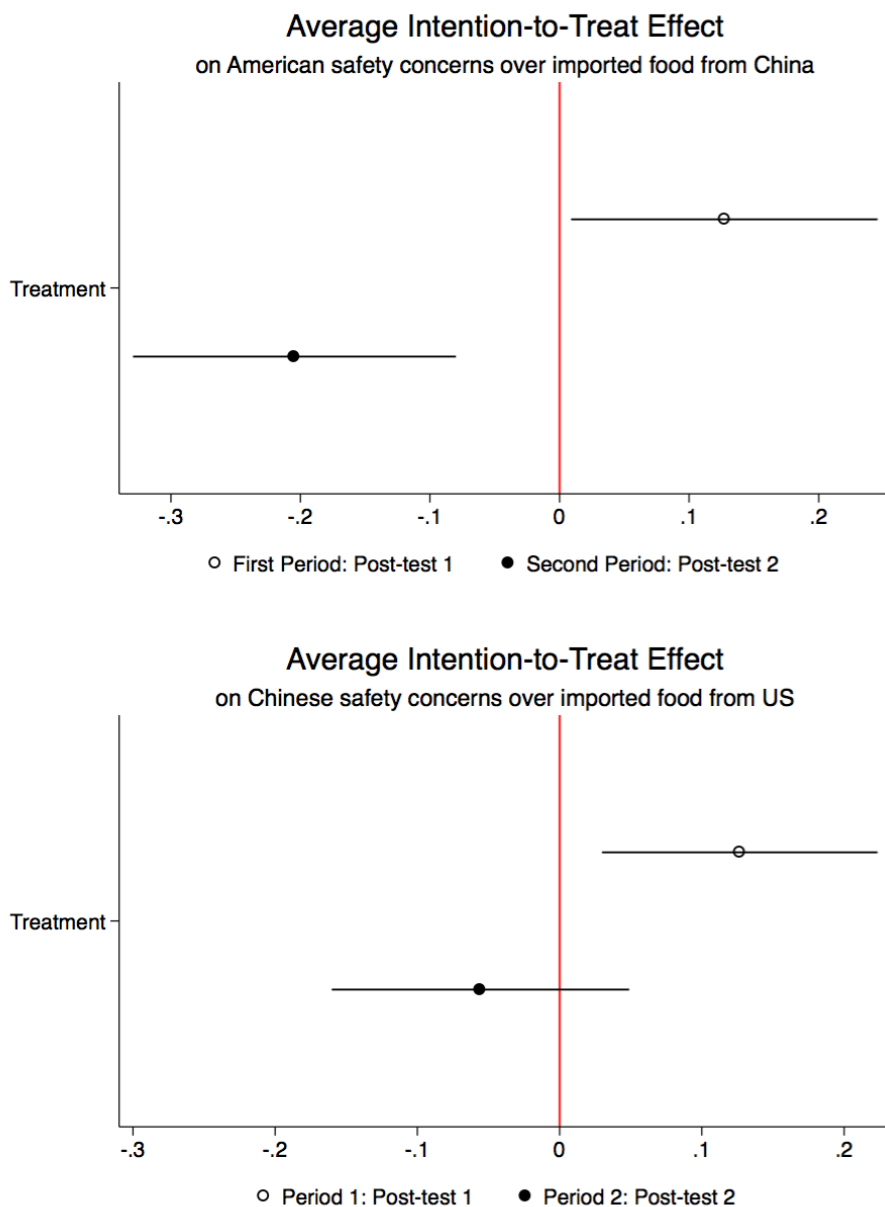 Average Intention-to-Treat Effect
on American safety concerns over imported food from China
Treatment
-.3 -.2 -.1 0 .1 .2
First Period: Post-test 1 Second Period: Post-test 2
Average Intention-to-Treat Effect
on Chinese safety concerns over imported food from US
Treatment
-.3 -.2 -.1 0 .1 .2
Period 1: Post-test 1 Period 2: Post-test 2